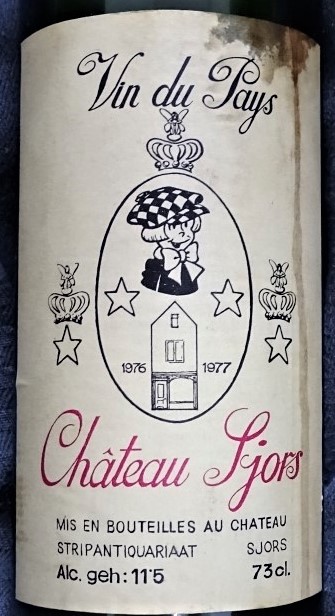 Vin du Pays
1976 1977
Château Sjors
MIS EN BOUTEILLES AU CHATEAU
STRIPANTIQUARIAAT SJORS
Alc. geh: 11'5 73cl.